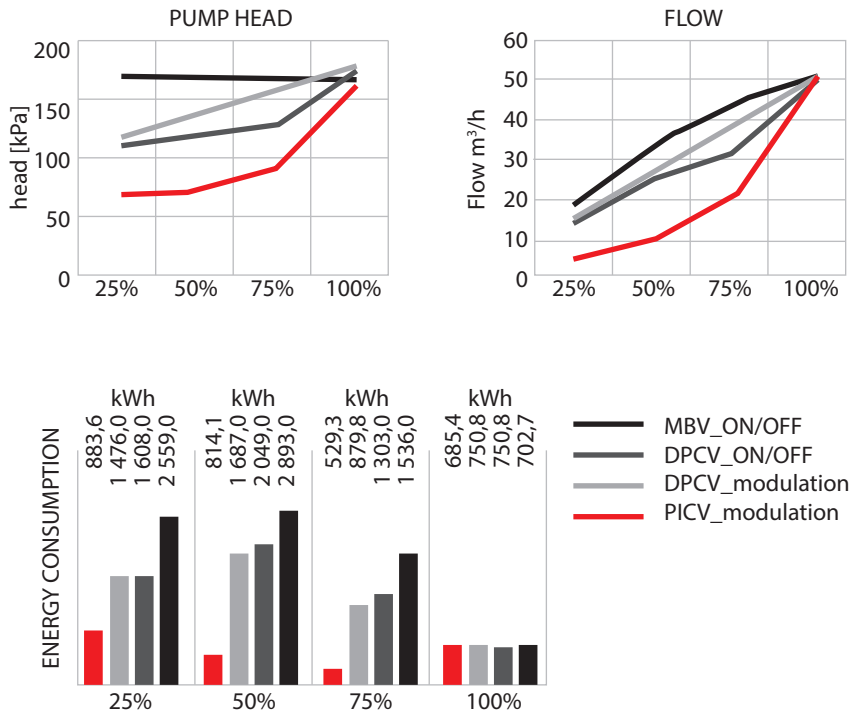 PUMP HEAD
head [kPa]
200
150
100
50
0
25% 50% 75% 100%
FLOW
Flow m³/h
60
50
40
30
20
10
0
25% 50% 75% 100%
ENERGY CONSUMPTION
kWh
883,6
1 476,0
1 608,0
2 559,0
25%
kWh
814,1
1 687,0
2 049,0
2 893,0
50%
kWh
529,3
879,8
1 303,0
1 536,0
75%
kWh
685,4
750,8
750,8
702,7
100%
MBV_ON/OFF
DPCV_ON/OFF
DPCV_modulation
PICV_modulation